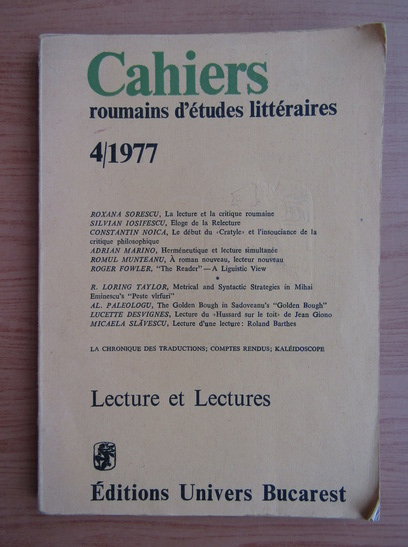 Cahiers
roumains d'études littéraires
4/1977
ROXANA SORESCU, La lecture et la critique roumaine
SILVIAN IOSIFESCU, Eloge de la Relecture
CONSTANTIN NOICA, Le début du «Cratyle» et l'insouciance de la
critique philosophique
ADRIAN MARINO, Herméneutique et lecture simultanée
ROMUL MUNTEANU, À roman nouveau, lecteur nouveau
ROGER FOWLER, "The Reader" — A Liguistic View
*
R. LORING TAYLOR, Metrical and Syntactic Strategies in Mihai
Eminescu's "Peste vîrfuri"
AL. PALEOLOGU, The Golden Bough in Sadoveanu's "Golden Bough"
LUCETTE DESVIGNES, Lecture du «Hussard sur le toit» de Jean Giono
MICAELA SLĂVESCU, Lecture d'une lecture: Roland Barthes
LA CHRONIQUE DES TRADUCTIONS; COMPTES RENDUS; KALÉIDOSCOPE
Lecture et Lectures
Éditions Univers Bucarest